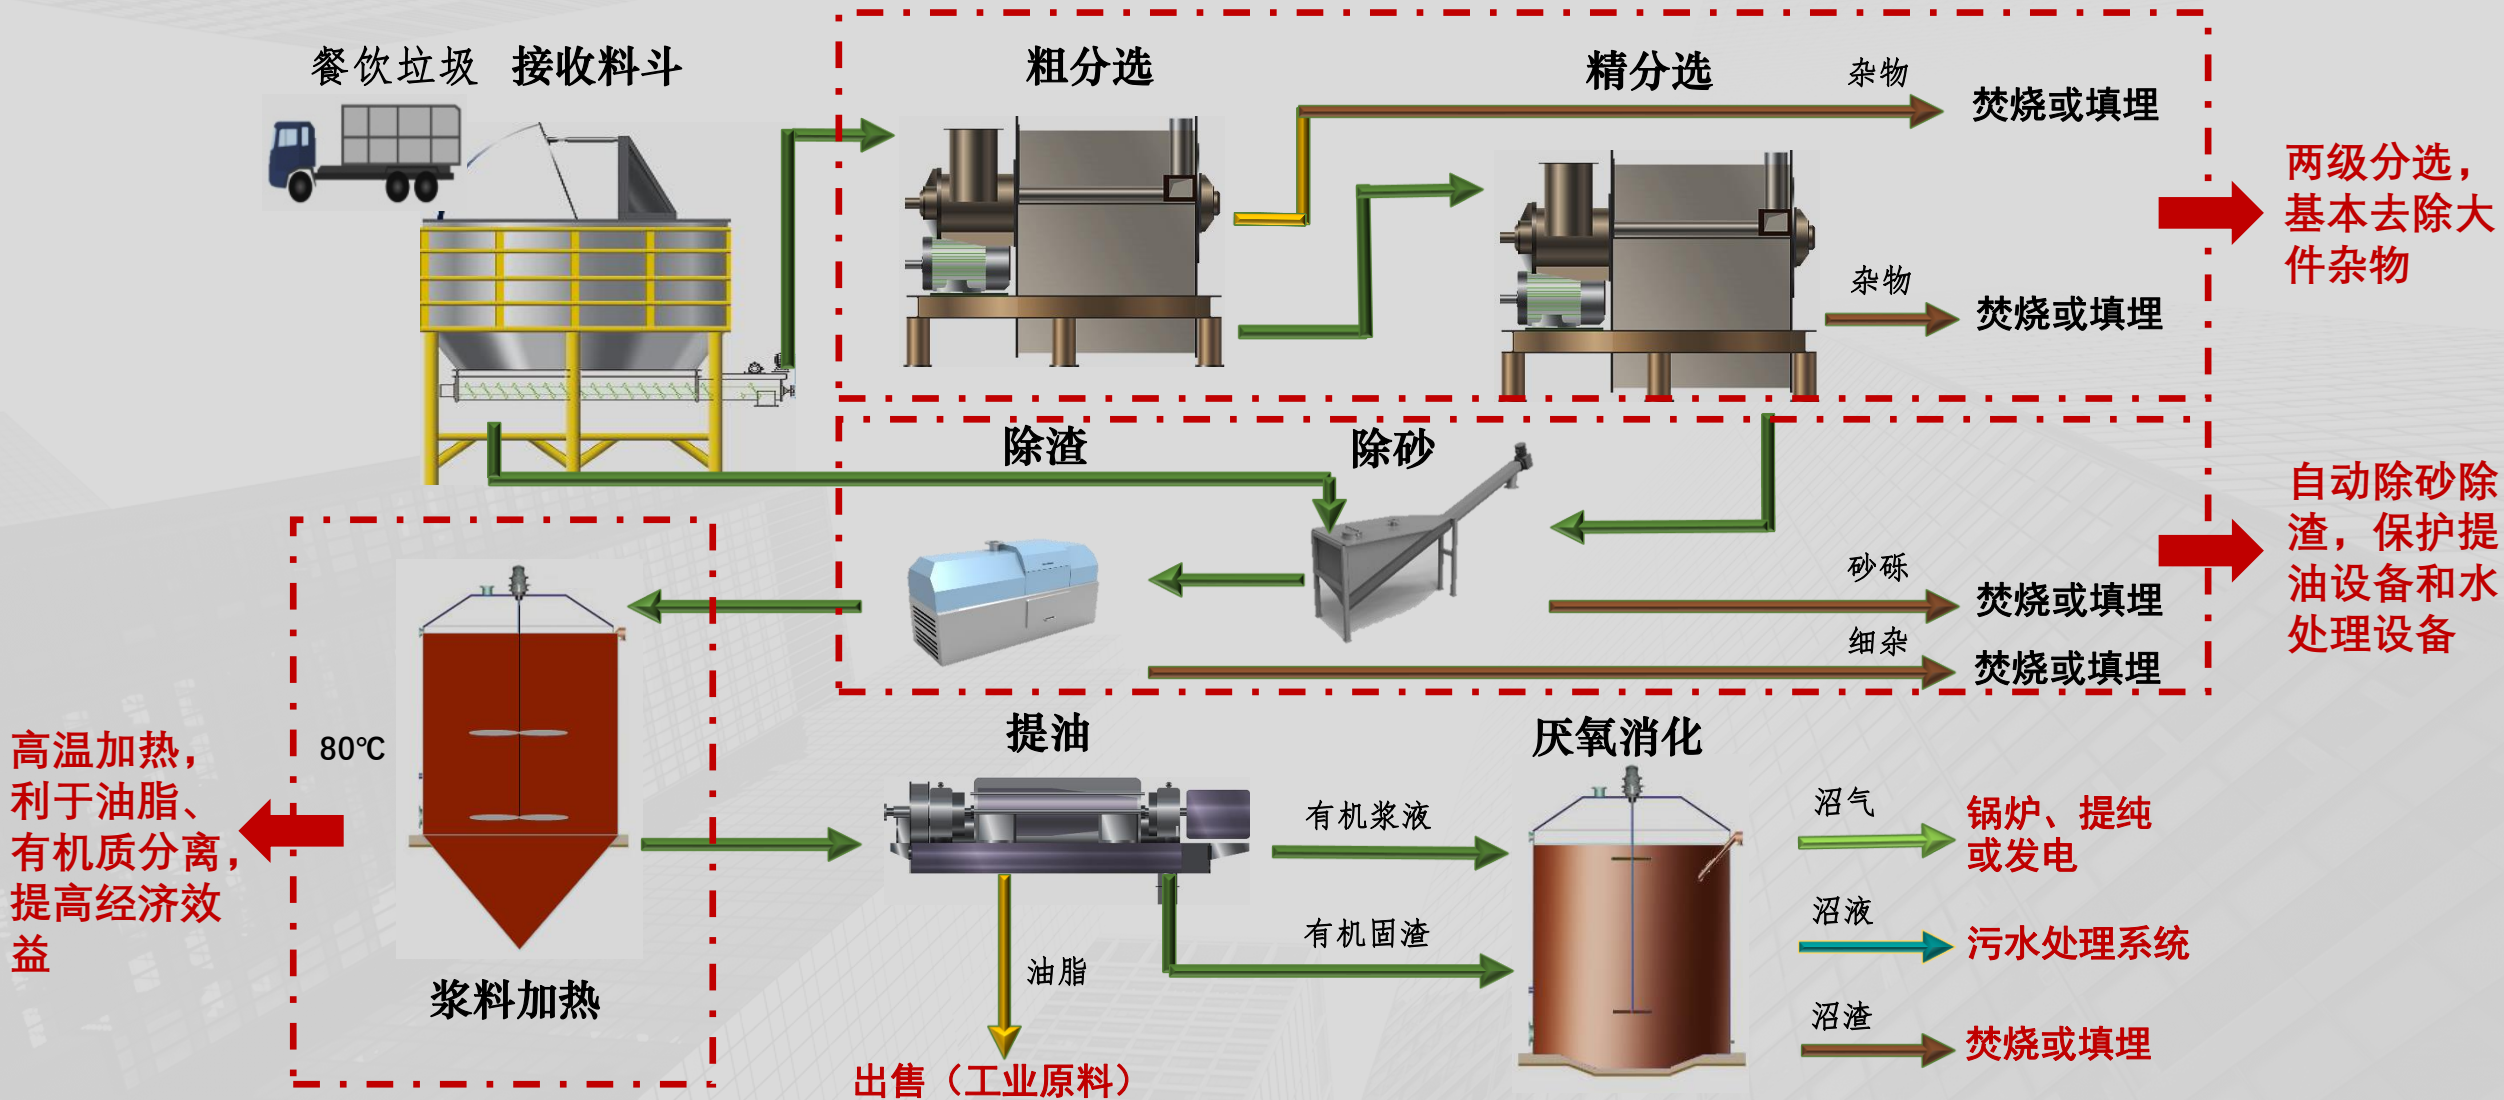 餐饮垃圾
接收料斗
粗分选
精分选
杂物
焚烧或填埋
杂物
焚烧或填埋
两级分选，
基本去除大
件杂物
除渣
除砂
砂砾
焚烧或填埋
细杂
焚烧或填埋
自动除砂除
渣，保护提
油设备和水
处理设备
80℃
浆料加热
高温加热，
利于油脂、
有机质分离，
提高经济效
益
提油
有机浆液
有机固渣
油脂
出售（工业原料）
厌氧消化
沼气
锅炉、提纯
或发电
沼液
污水处理系统
沼渣
焚烧或填埋